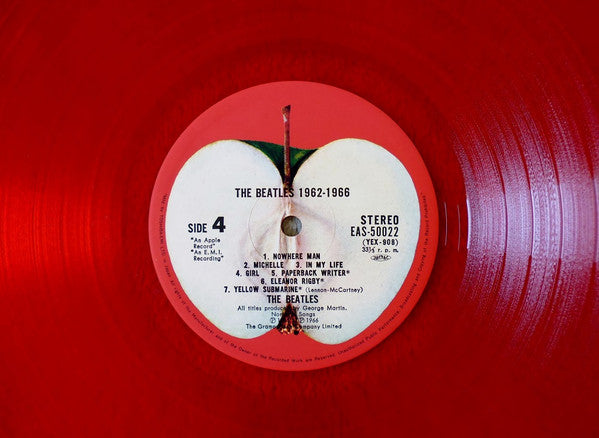 THE BEATLES 1962-1966
SIDE 4
STEREO
EAS-50022
(YEX-908)
33⅓ r. p. m.
"An Apple
Record"
"An E.M.I.
Recording"
1. NOWHERE MAN
2. MICHELLE 3. IN MY LIFE
4. GIRL 5. PAPERBACK WRITER*
6. ELEANOR RIGBY*
7. YELLOW SUBMARINE* (Lennon-McCartney)
THE BEATLES
All titles produced by George Martin.
Songs
℗1966
The Company Limited